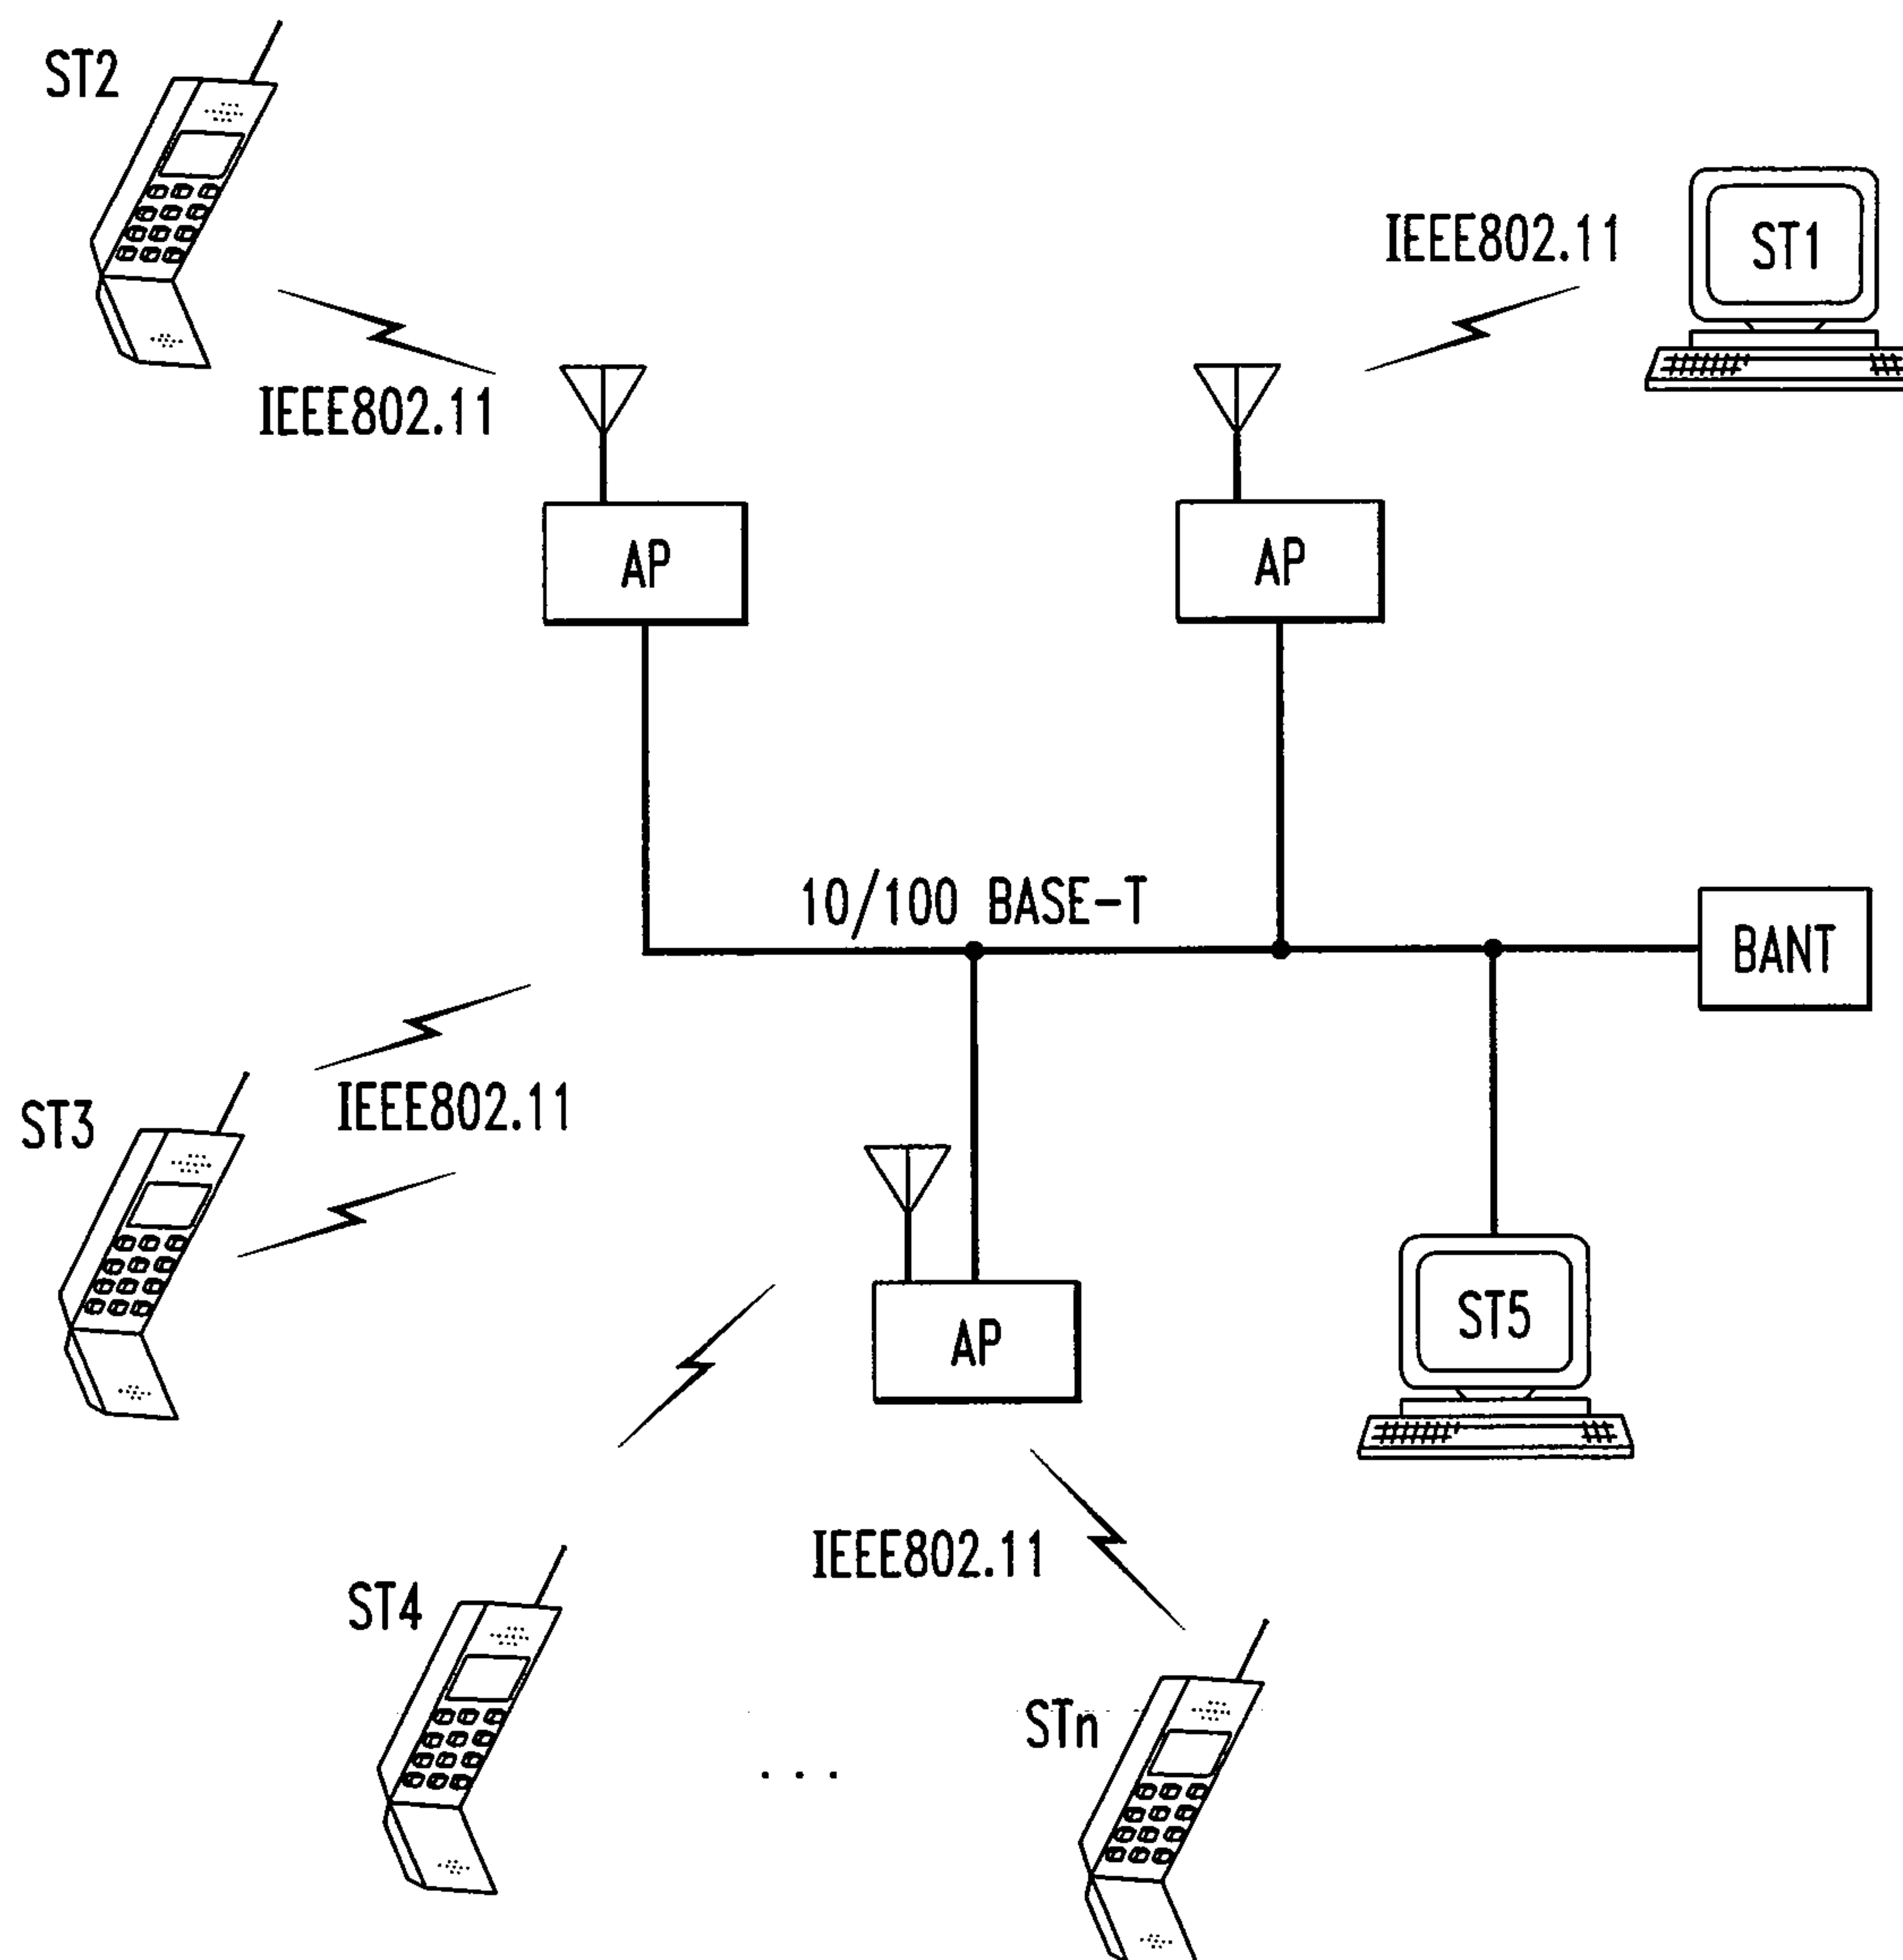 ST2
IEEE802.11
ST1
IEEE802.11
AP
AP
10/100 BASE-T
BANT
IEEE802.11
ST3
ST5
AP
IEEE802.11
ST4
STn
. . .